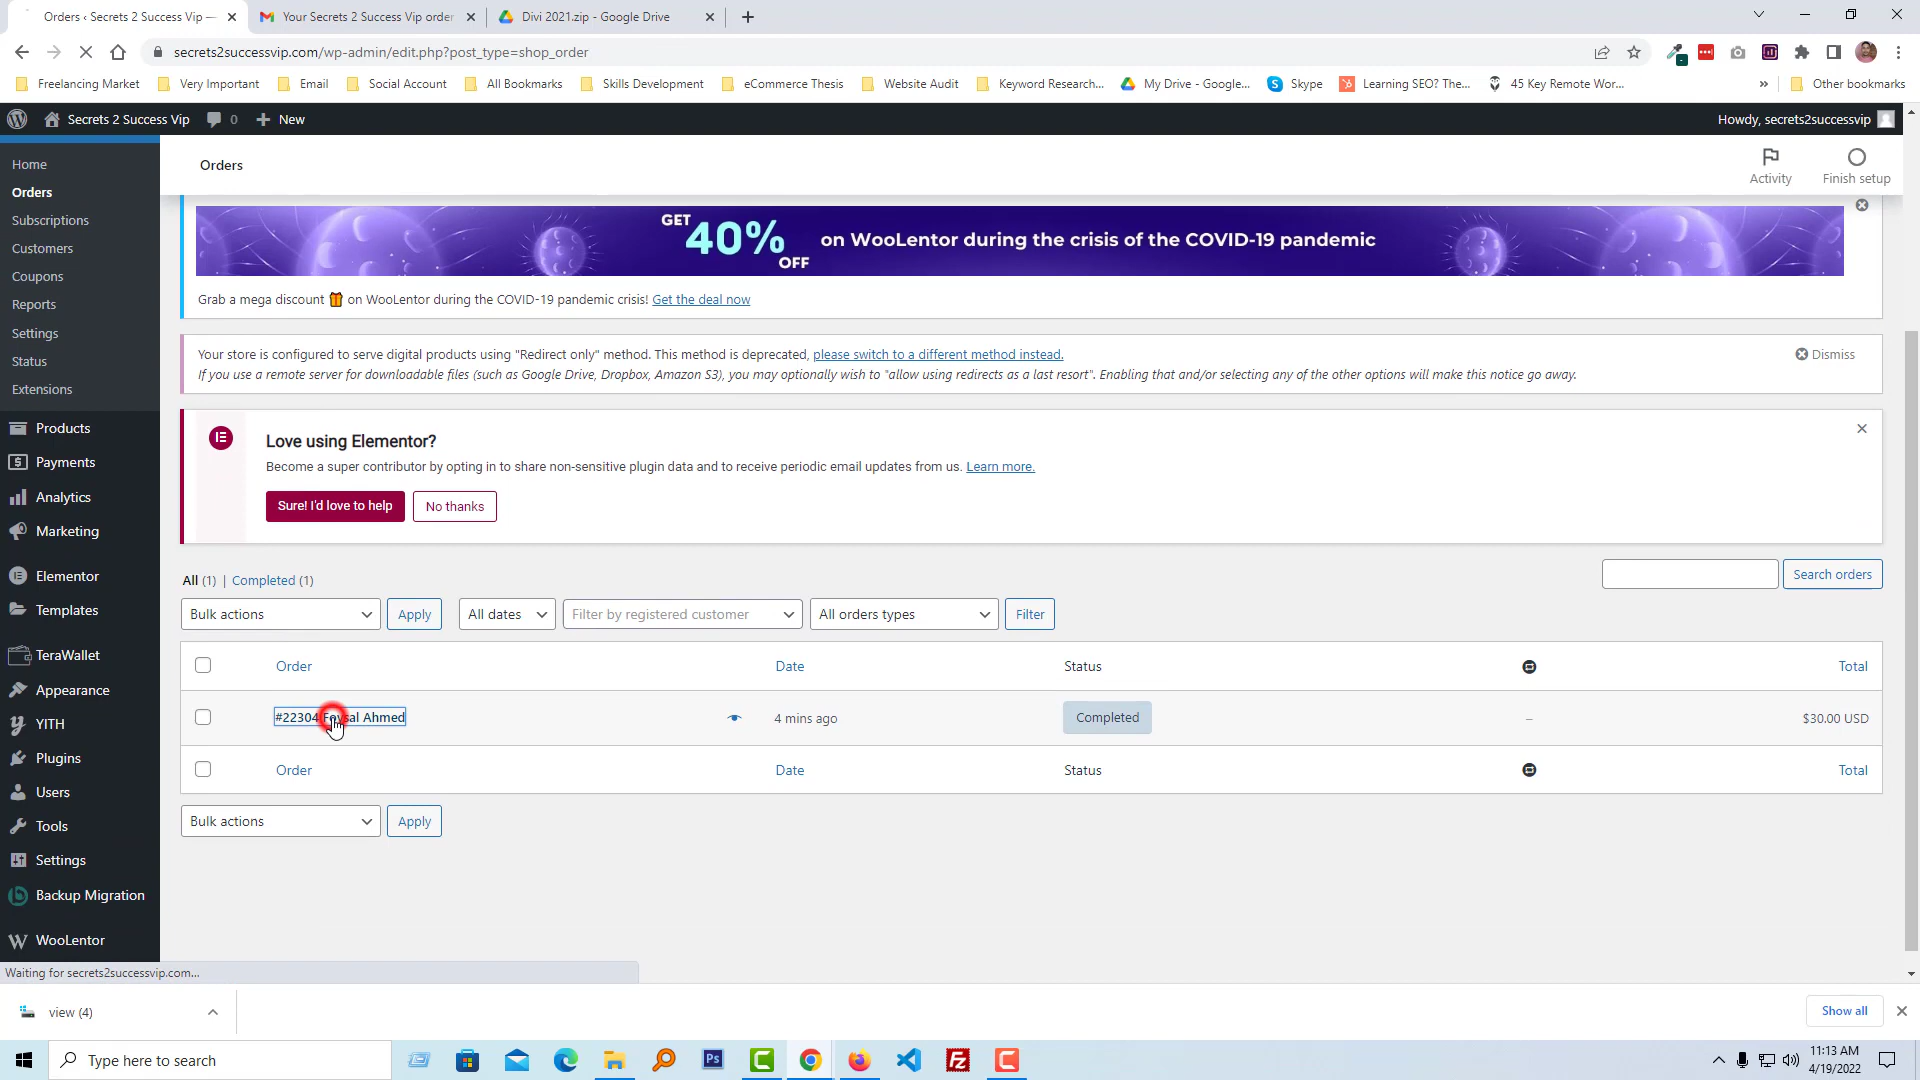 Orders ‹ Secrets 2 Success Vip —
Your Secrets 2 Success Vip order
Divi 2021.zip - Google Drive
secrets2successvip.com/wp-admin/edit.php?post_type=shop_order
Freelancing Market
Very Important
Email
Social Account
All Bookmarks
Skills Development
eCommerce Thesis
Website Audit
Keyword Research...
My Drive - Google...
Skype
Learning SEO? The...
45 Key Remote Wor...
»
Other bookmarks
Secrets 2 Success Vip
0
New
Howdy, secrets2successvip
Home
Orders
Subscriptions
Customers
Coupons
Reports
Settings
Status
Extensions
Products
Payments
Analytics
Marketing
Elementor
Templates
TeraWallet
Appearance
YITH
Plugins
Users
Tools
Settings
Backup Migration
WooLentor
Orders
Activity
Finish setup
GET 40% OFF on WooLentor during the crisis of the COVID-19 pandemic
Grab a mega discount on WooLentor during the COVID-19 pandemic crisis! Get the deal now
Your store is configured to serve digital products using "Redirect only" method. This method is deprecated, please switch to a different method instead.
Dismiss
If you use a remote server for downloadable files (such as Google Drive, Dropbox, Amazon S3), you may optionally wish to "allow using redirects as a last resort". Enabling that and/or selecting any of the other options will make this notice go away.
Love using Elementor?
Become a super contributor by opting in to share non-sensitive plugin data and to receive periodic email updates from us. Learn more.
Sure! I'd love to help
No thanks
All (1) | Completed (1)
Search orders
Bulk actions
Apply
All dates
Filter by registered customer
All orders types
Filter
Order
Date
Status
Total
#22304 Foysal Ahmed
4 mins ago
Completed
–
$30.00 USD
Order
Date
Status
Total
Bulk actions
Apply
Waiting for secrets2successvip.com...
view (4)
Show all
Type here to search
Ps
Fz
11:13 AM
4/19/2022